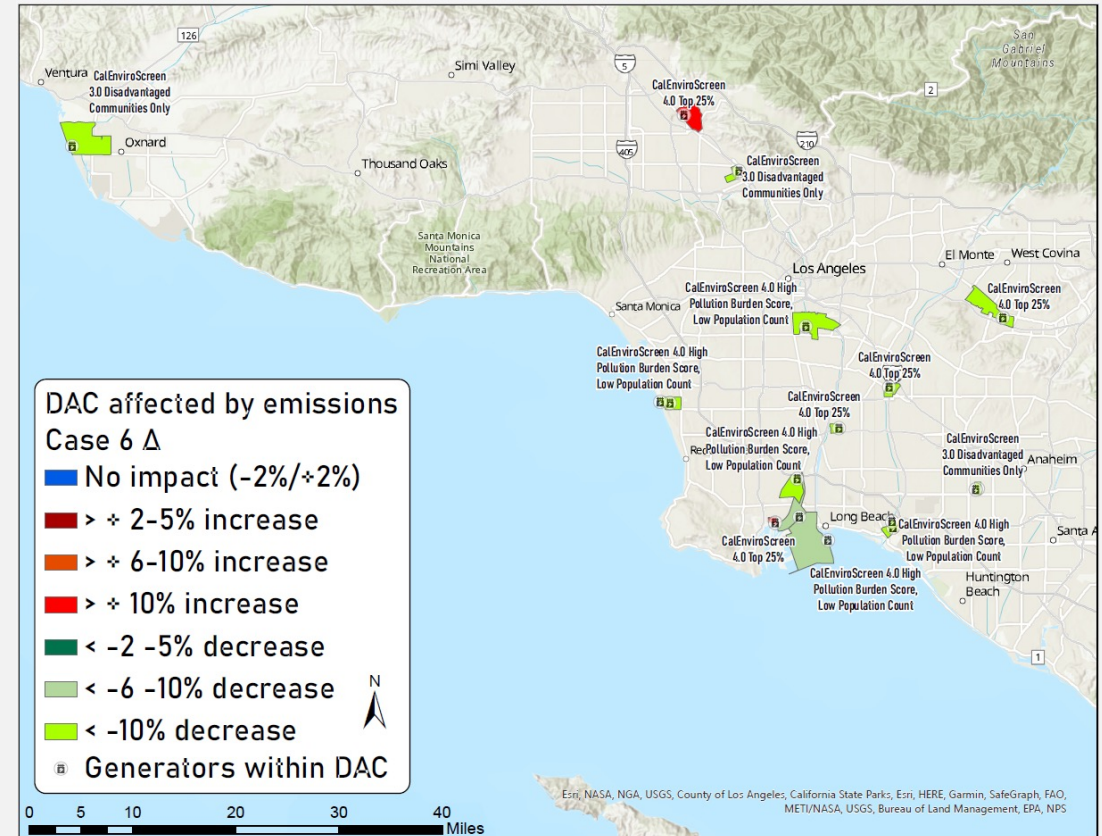 126
Ventura
CalEnviroScreen
3.0 Disadvantaged
Communities Only
Oxnard
Simi Valley
Thousand Oaks
5
405
CalEnviroScreen
4.0 Top 25%
2
San
Gabriel
Mountains
210
CalEnviroScreen
3.0 Disadvantaged
Communities Only
Santa Monica
Mountains
National
Recreation Area
El Monte
West Covina
Los Angeles
CalEnviroScreen 4.0 High
Pollution Burden Score,
Low Population Count
CalEnviroScreen
4.0 Top 25%
Santa Monica
CalEnviroScreen 4.0 High
Pollution Burden Score,
Low Population Count
CalEnviroScreen
4.0 Top 25%
CalEnviroScreen
4.0 Top 25%
CalEnviroScreen 4.0 High
Pollution Burden Score,
Low Population Count
CalEnviroScreen
3.0 Disadvantaged
Communities Only
Anaheim
Long Beach
CalEnviroScreen
4.0 Top 25%
CalEnviroScreen 4.0 High
Pollution Burden Score,
Low Population Count
Santa A
CalEnviroScreen 4.0 High
Pollution Burden Score,
Low Population Count
Huntington
Beach
1
DAC affected by emissions
Case 6 Δ
No impact (-2%/+2%)
> + 2-5% increase
> + 6-10% increase
> + 10% increase
< -2 -5% decrease
< -6 -10% decrease
< -10% decrease
Generators within DAC
N
0 5 10 20 30 40
Miles
Esri, NASA, NGA, USGS, County of Los Angeles, California State Parks, Esri, HERE, Garmin, SafeGraph, FAO,
METI/NASA, USGS, Bureau of Land Management, EPA, NPS